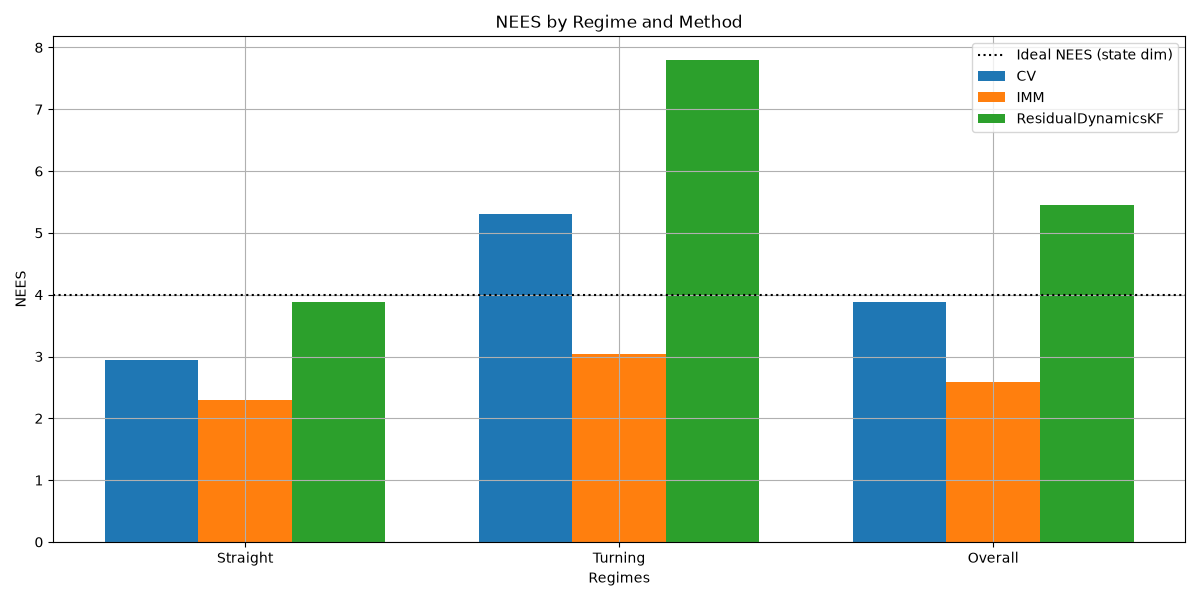 NEES by Regime and Method
Ideal NEES (state dim)
CV
IMM
ResidualDynamicsKF
NEES
8
7
6
5
4
3
2
1
0
Straight
Turning
Overall
Regimes